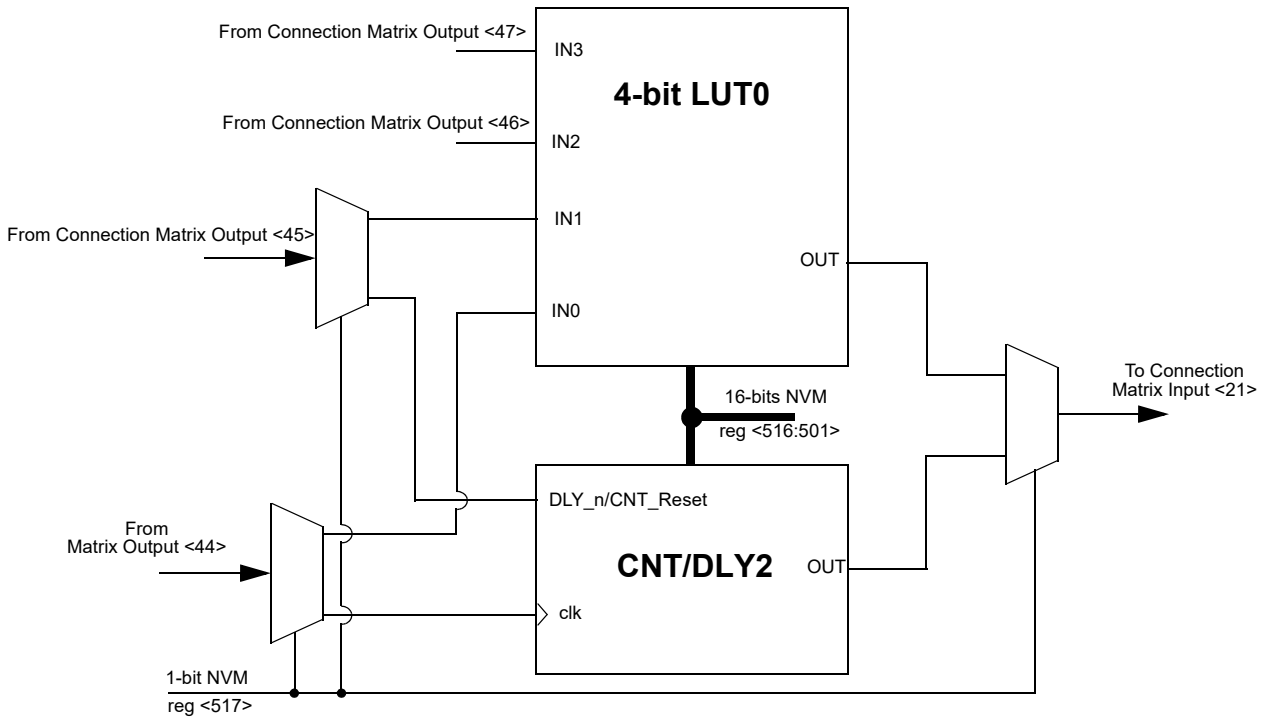 From Connection Matrix Output <47>
IN3
4-bit LUT0
From Connection Matrix Output <46>
IN2
IN1
From Connection Matrix Output <45>
OUT
IN0
To Connection
Matrix Input <21>
16-bits NVM
reg <516:501>
DLY_n/CNT_Reset
From
Matrix Output <44>
CNT/DLY2
OUT
clk
1-bit NVM
reg <517>